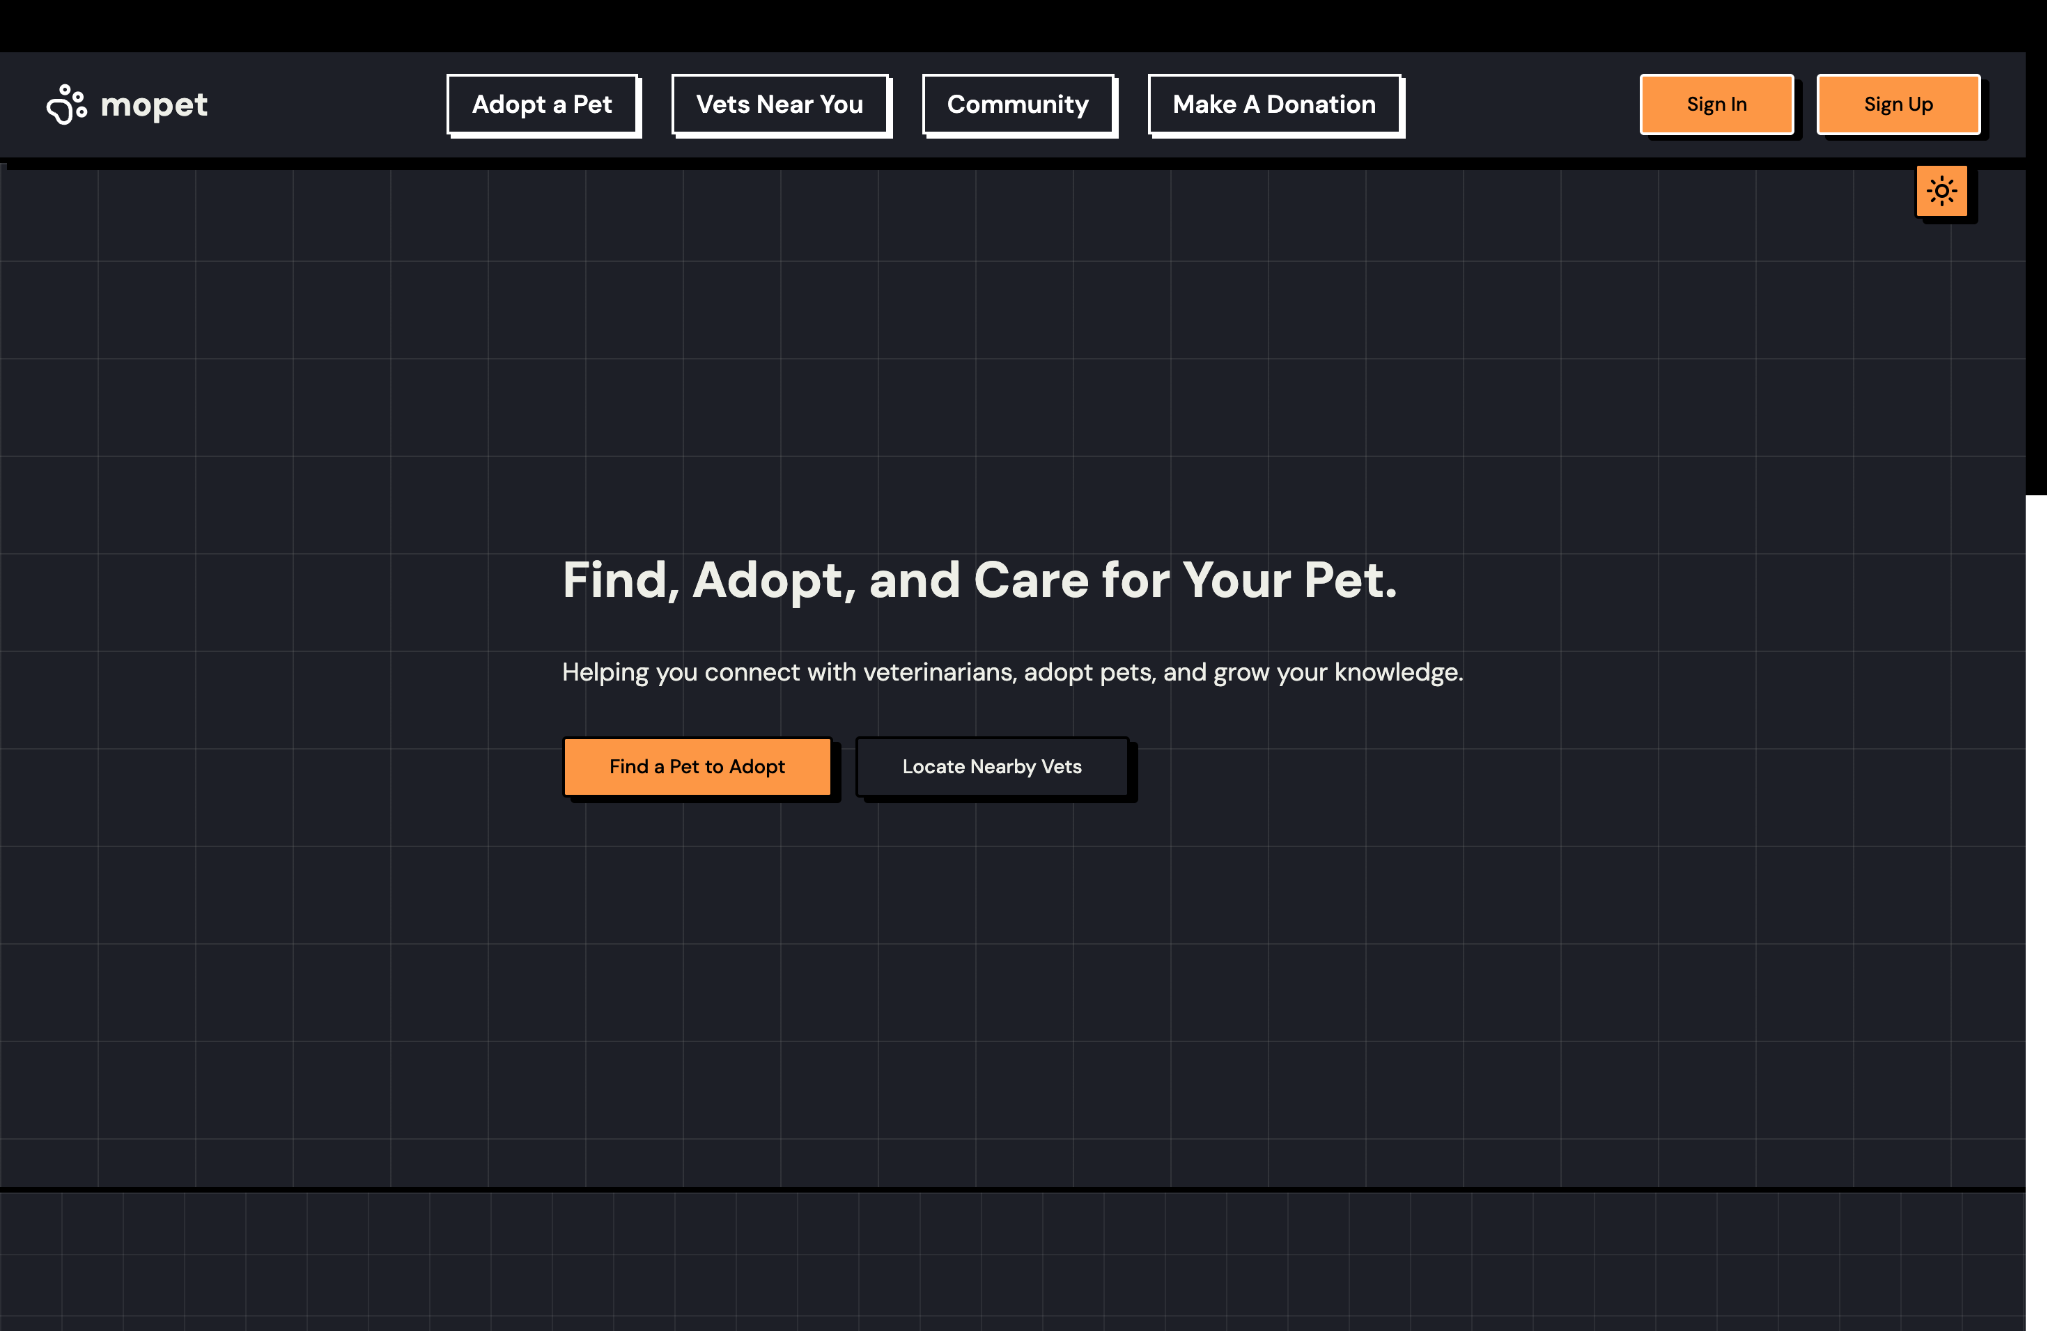 mopet
Adopt a Pet
Vets Near You
Community
Make A Donation
Sign In
Sign Up
Find, Adopt, and Care for Your Pet.
Helping you connect with veterinarians, adopt pets, and grow your knowledge.
Find a Pet to Adopt
Locate Nearby Vets